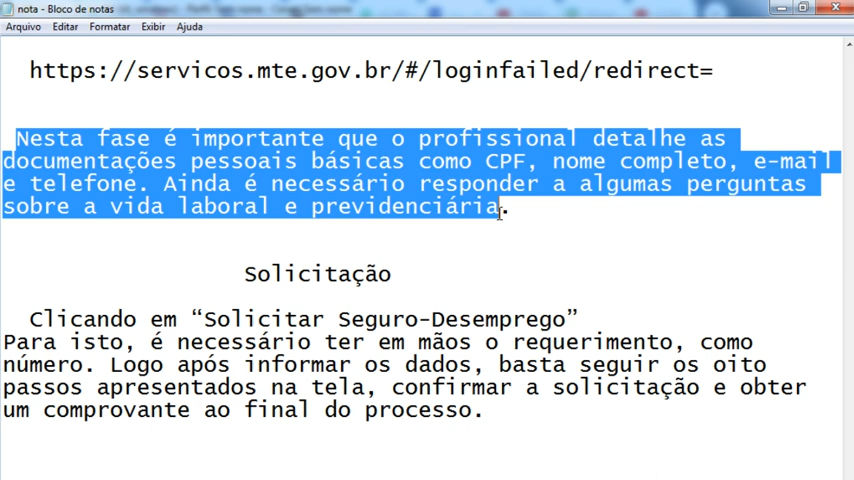 nota - Bloco de notas
Arquivo Editar Formatar Exibir Ajuda
https://servicos.mte.gov.br/#/loginfailed/redirect=
Nesta fase é importante que o profissional detalhe as
documentações pessoais básicas como CPF, nome completo, e-mail
e telefone. Ainda é necessário responder a algumas perguntas
sobre a vida laboral e previdenciária.
Solicitação
Clicando em “Solicitar Seguro-Desemprego”
Para isto, é necessário ter em mãos o requerimento, como
número. Logo após informar os dados, basta seguir os oito
passos apresentados na tela, confirmar a solicitação e obter
um comprovante ao final do processo.